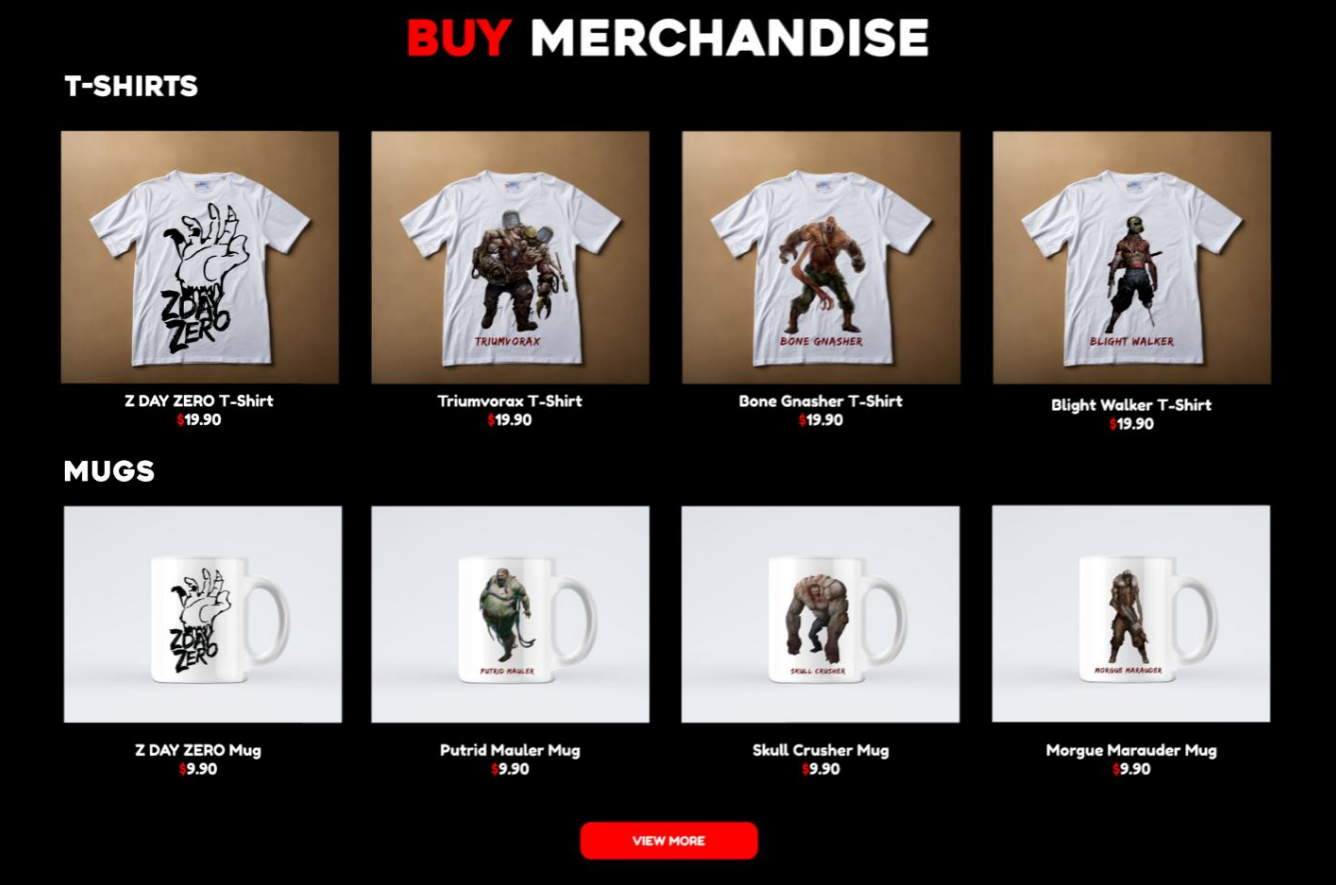 BUY MERCHANDISE
T-SHIRTS
Z DAY
ZERO
TRIUMVORAX
BONE GNASHER
BLIGHT WALKER
Z DAY ZERO T-Shirt
$19.90
Triumvorax T-Shirt
$19.90
Bone Gnasher T-Shirt
$19.90
Blight Walker T-Shirt
$19.90
MUGS
Z DAY
ZERO
PUTRID MAULER
SKULL CRUSHER
MORGUE MARAUDER
Z DAY ZERO Mug
$9.90
Putrid Mauler Mug
$9.90
Skull Crusher Mug
$9.90
Morgue Marauder Mug
$9.90
VIEW MORE